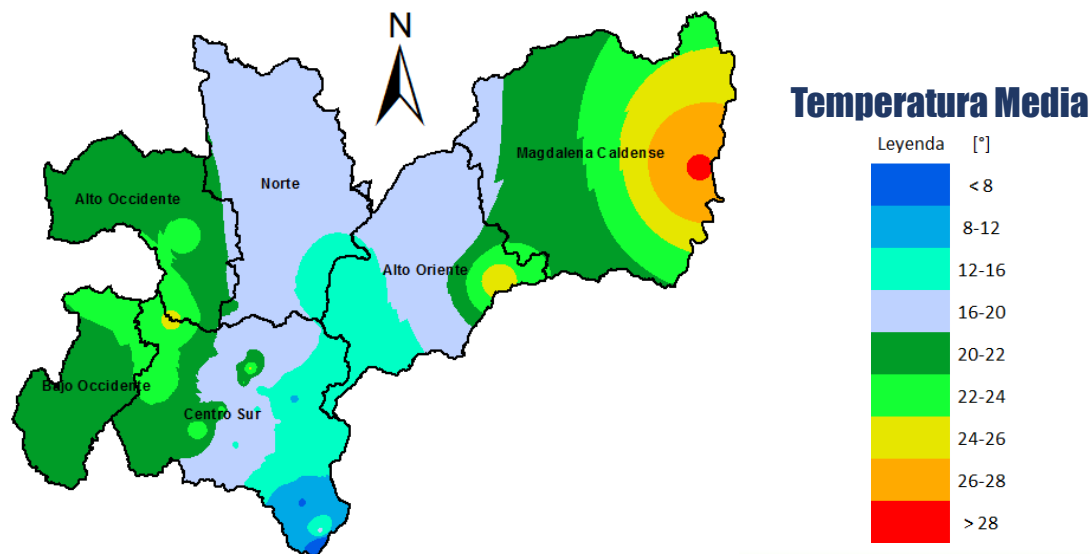 N
Temperatura Media
Leyenda [°]
< 8
8-12
12-16
16-20
20-22
22-24
24-26
26-28
> 28
Magdalena Caldense
Norte
Alto Occidente
Alto Oriente
Bajo Occidente
Centro Sur